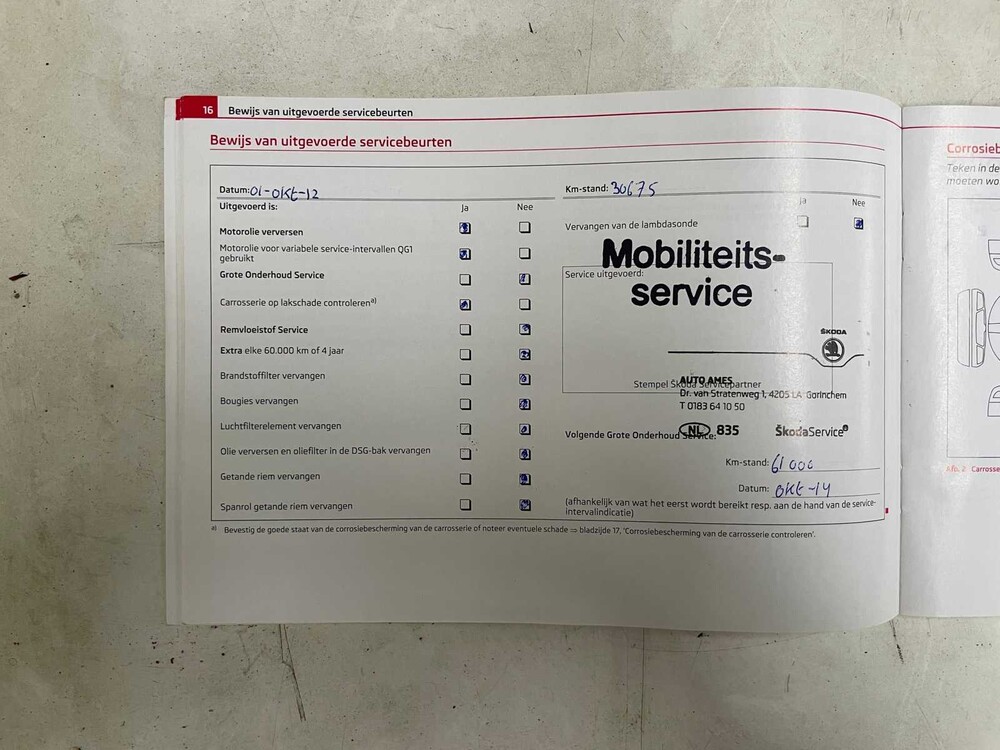 16 Bewijs van uitgevoerde servicebeurten
Bewijs van uitgevoerde servicebeurten
Datum: 01-OKt-12
Uitgevoerd is: Ja Nee
Motorolie verversen
Motorolie voor variabele service-intervallen QG1
gebruikt
Grote Onderhoud Service
Carrosserie op lakschade controleren a)
Remvloeistof Service
Extra elke 60.000 km of 4 jaar
Brandstoffilter vervangen
Bougies vervangen
Luchtfilterelement vervangen
Olie verversen en oliefilter in de DSG-bak vervangen
Getande riem vervangen
Spanrol getande riem vervangen
Km-stand: 30675
Ja Nee
Vervangen van de lambdasonde
Mobiliteits-
service
Service uitgevoerd:
ŠKODA
Stempel Škoda Servicepartner
AUTO AMES
Dr. van Stratenweg 1, 4205 LA Gorinchem
T 0183 64 10 50
NL 835 ŠkodaService
Volgende Grote Onderhoud Service:
Km-stand: 61000
Datum: OKt-14
(afhankelijk van wat het eerst wordt bereikt resp. aan de hand van de service-
intervalindicatie)
a) Bevestig de goede staat van de corrosiebescherming van de carrosserie of noteer eventuele schade ⇒ bladzijde 17, 'Corrosiebescherming van de carrosserie controleren'.
Corrosieb
Teken in de
moeten wo
Afb. 2 Carrosse